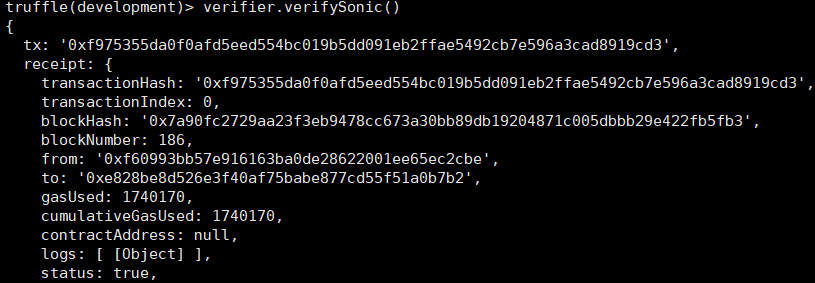 truffle(development)> verifier.verifySonic()
{
  tx: '0xf975355da0f0afd5eed554bc019b5dd091eb2ffae5492cb7e596a3cad8919cd3',
  receipt: {
    transactionHash: '0xf975355da0f0afd5eed554bc019b5dd091eb2ffae5492cb7e596a3cad8919cd3',
    transactionIndex: 0,
    blockHash: '0x7a90fc2729aa23f3eb9478cc673a30bb89db19204871c005dbbb29e422fb5fb3',
    blockNumber: 186,
    from: '0xf60993bb57e916163ba0de28622001ee65ec2cbe',
    to: '0xe828be8d526e3f40af75babe877cd55f51a0b7b2',
    gasUsed: 1740170,
    cumulativeGasUsed: 1740170,
    contractAddress: null,
    logs: [ [Object] ],
    status: true,